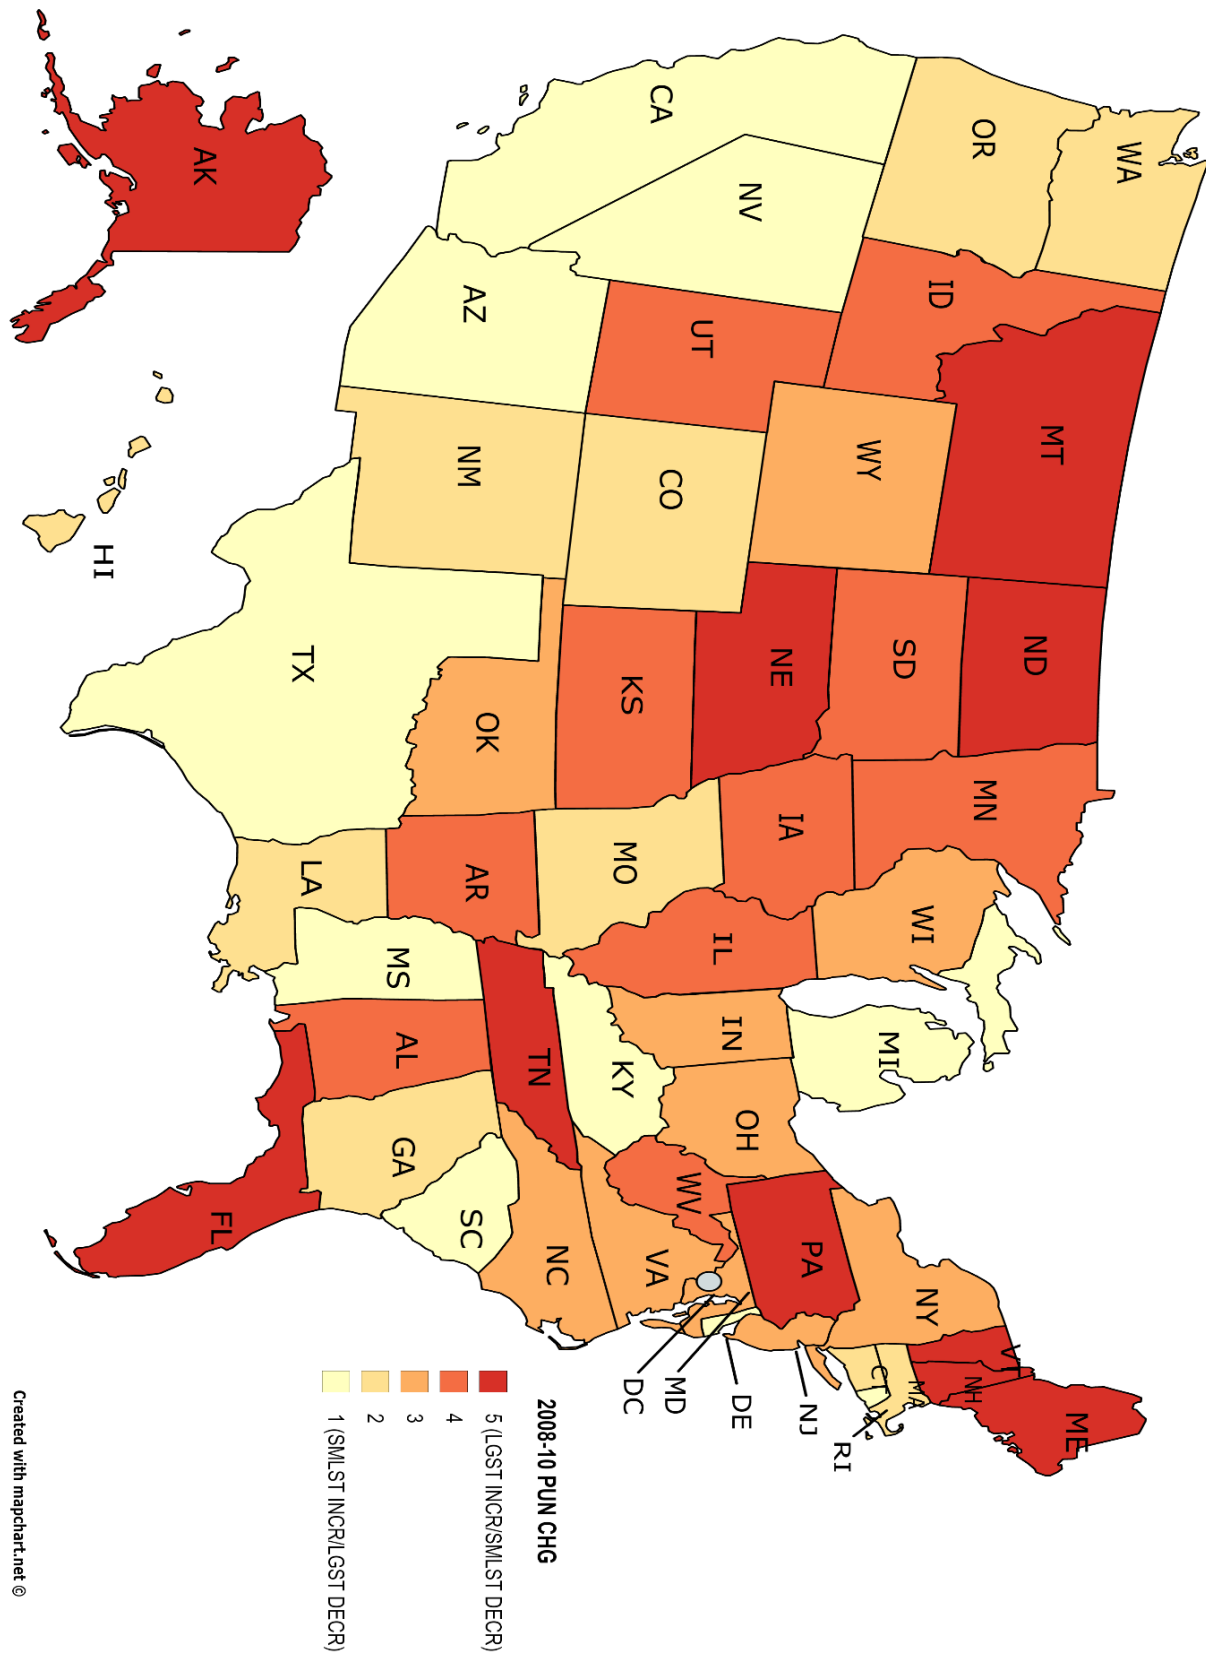 WA
OR
CA
NV
ID
MT
WY
UT
AZ
CO
NM
ND
SD
NE
KS
OK
TX
MN
IA
MO
AR
LA
WI
IL
MS
MI
IN
KY
TN
AL
OH
GA
FL
SC
NC
VA
WV
PA
NY
VT
NH
ME
MA
CT
RI
NJ
DE
MD
DC
AK
HI
2008-10 PUN CHG
5 (LGST INCR/SMLST DECR)
4
3
2
1 (SMLST INCR/LGST DECR)
Created with mapchart.net ©